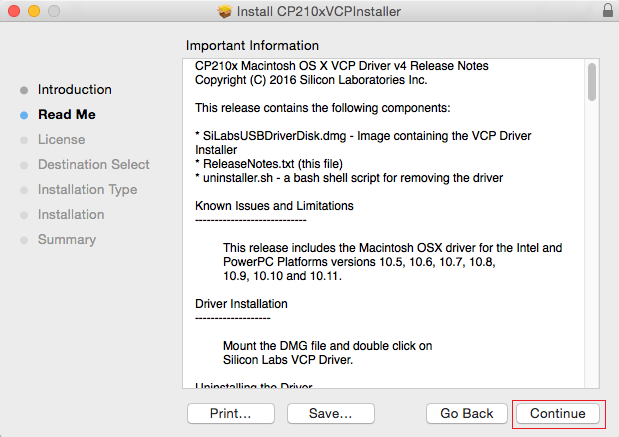 Install CP210xVCPInstaller
Important Information
Introduction
Read Me
License
Destination Select
Installation Type
Installation
Summary
CP210x Macintosh OS X VCP Driver v4 Release Notes
Copyright (C) 2016 Silicon Laboratories Inc.
This release contains the following components:
* SiLabsUSBDriverDisk.dmg - Image containing the VCP Driver
Installer
* ReleaseNotes.txt (this file)
* uninstaller.sh - a bash shell script for removing the driver
Known Issues and Limitations
----------------------------
This release includes the Macintosh OSX driver for the Intel and
PowerPC Platforms versions 10.5, 10.6, 10.7, 10.8,
10.9, 10.10 and 10.11.
Driver Installation
-------------------
Mount the DMG file and double click on
Silicon Labs VCP Driver.
Uninstalling the Driver
Print...
Save...
Go Back
Continue